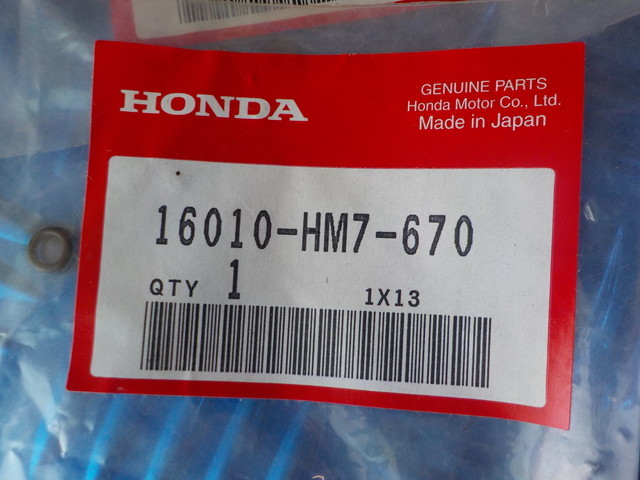 HONDA
GENUINE PARTS
Honda Motor Co., Ltd.
Made in Japan
16010-HM7-670
QTY 1 1X13